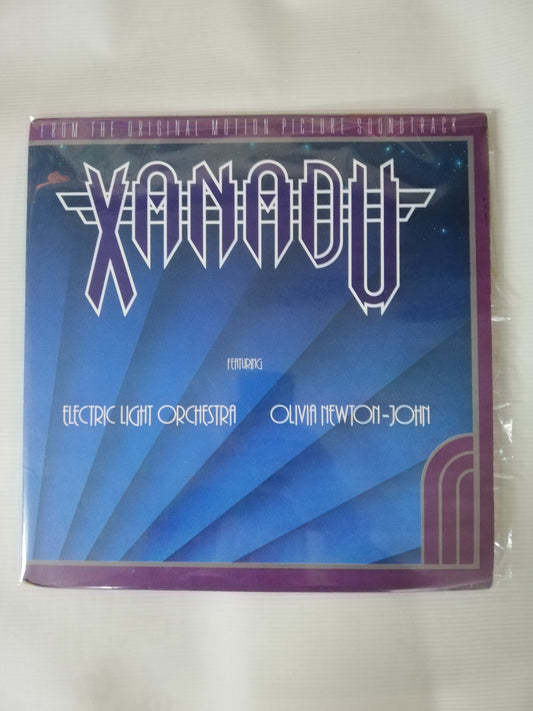 FROM THE ORIGINAL MOTION PICTURE SOUNDTRACK
XANADU
FEATURING
ELECTRIC LIGHT ORCHESTRA OLIVIA NEWTON-JOHN